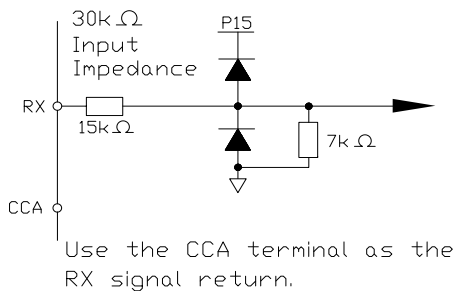 30kΩ
Input
Impedance
P15
RX
15kΩ
7kΩ
CCA
Use the CCA terminal as the
RX signal return.